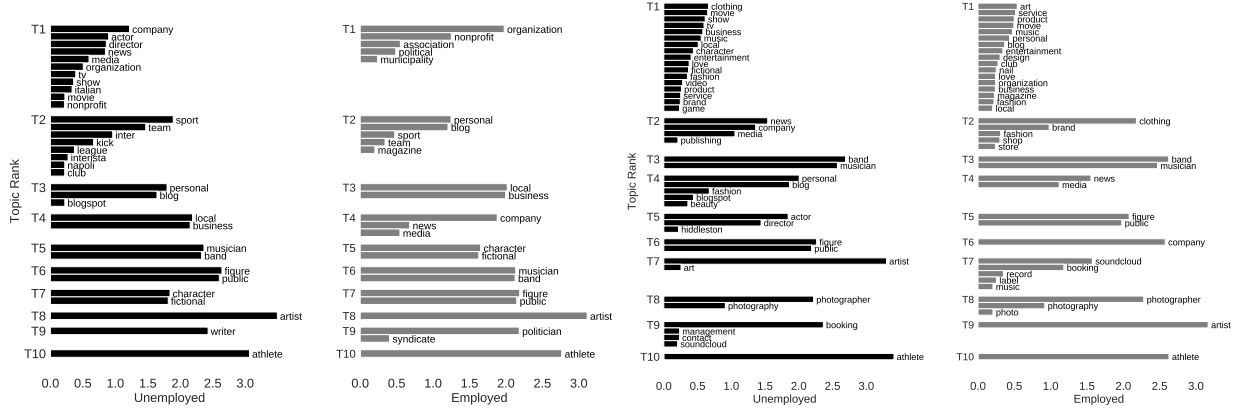 T1
company
actor
director
news
media
organization
tv
show
italian
movie
nonprofit
T2
sport
team
inter
kick
league
interista
napoli
club
T3
personal
blog
blogspot
T4
local
business
T5
musician
band
T6
figure
public
T7
character
fictional
T8
artist
T9
writer
T10
athlete
Topic Rank
0.0 0.5 1.0 1.5 2.0 2.5 3.0
Unemployed
T1
organization
nonprofit
association
political
municipality
T2
personal
blog
sport
team
magazine
T3
local
business
T4
company
news
media
T5
character
fictional
T6
musician
band
T7
figure
public
T8
artist
T9
politician
syndicate
T10
athlete
0.0 0.5 1.0 1.5 2.0 2.5 3.0
Employed
T1
clothing
movie
show
tv
business
music
local
character
entertainment
love
fictional
fashion
video
product
service
brand
game
T2
news
company
media
publishing
T3
band
musician
T4
personal
blog
fashion
blogspot
beauty
T5
actor
director
hiddleston
T6
figure
public
T7
artist
art
T8
photographer
photography
T9
booking
management
contact
soundcloud
T10
athlete
Topic Rank
0.0 0.5 1.0 1.5 2.0 2.5 3.0
Unemployed
T1
art
service
product
movie
music
personal
blog
entertainment
design
club
nail
love
organization
business
magazine
fashion
local
T2
clothing
brand
fashion
shop
store
T3
band
musician
T4
news
media
T5
figure
public
T6
company
T7
soundcloud
booking
record
label
music
T8
photographer
photography
photo
T9
artist
T10
athlete
0.0 0.5 1.0 1.5 2.0 2.5 3.0
Employed